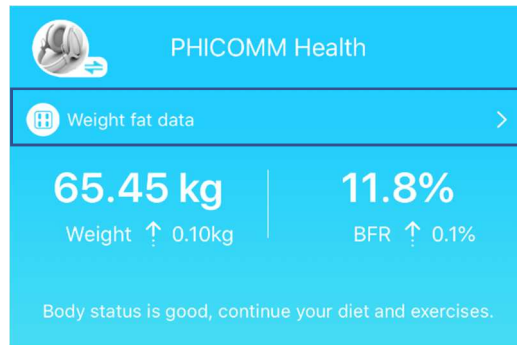 PHICOMM Health
Weight fat data
65.45 kg 11.8%
Weight ↑ 0.10kg BFR ↑ 0.1%
Body status is good, continue your diet and exercises.